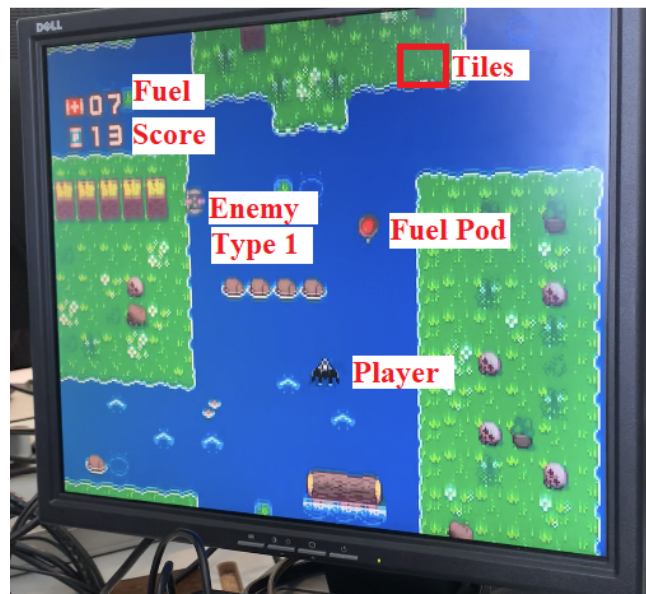 DELL
07 Fuel
13 Score
Tiles
Enemy
Type 1
Fuel Pod
Player